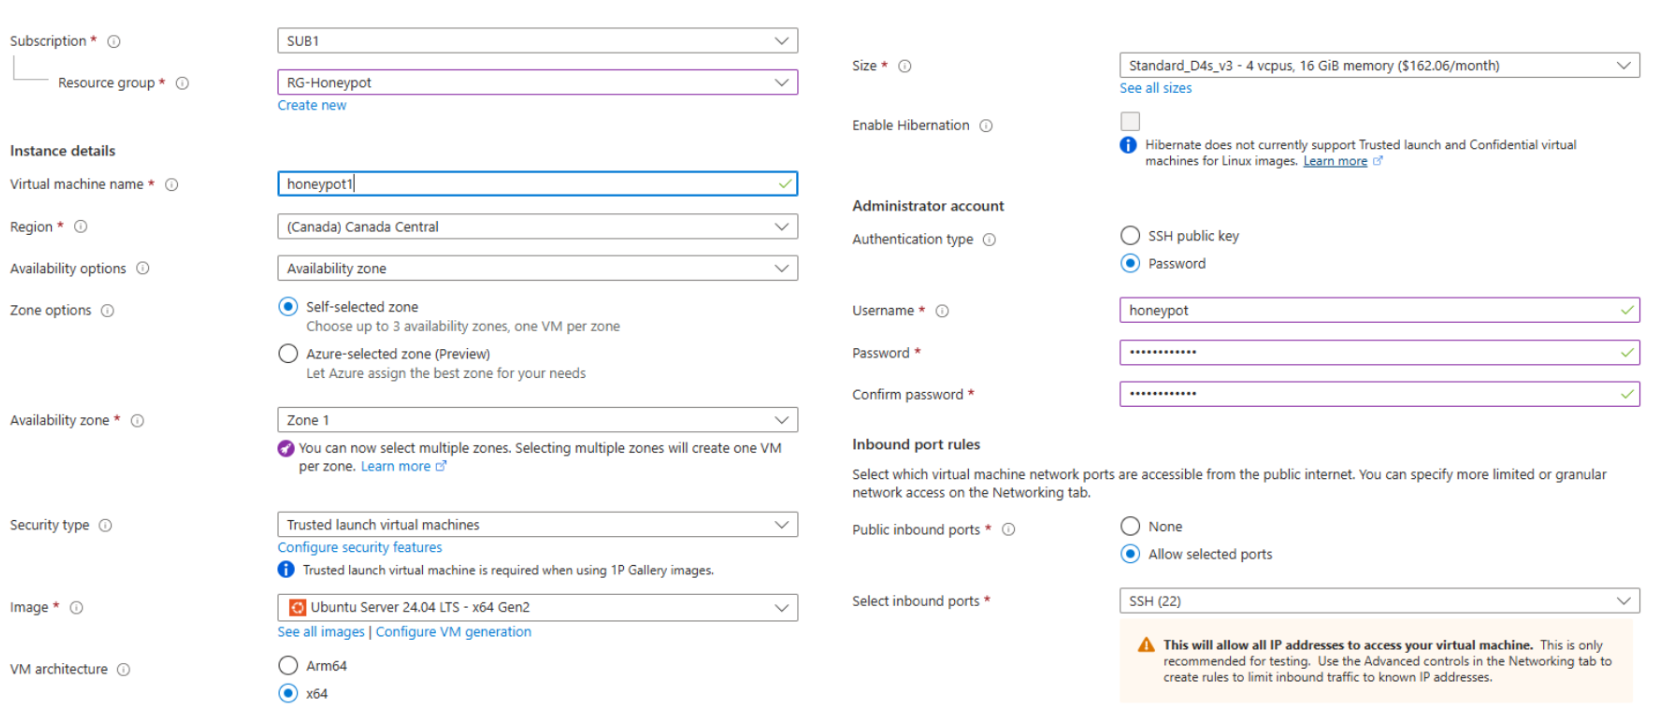 Subscription *
SUB1
Resource group *
RG-Honeypot
Create new
Instance details
Virtual machine name *
honeypot1
Region *
(Canada) Canada Central
Availability options
Availability zone
Zone options
Self-selected zone
Choose up to 3 availability zones, one VM per zone
Azure-selected zone (Preview)
Let Azure assign the best zone for your needs
Availability zone *
Zone 1
You can now select multiple zones. Selecting multiple zones will create one VM
per zone. Learn more
Security type
Trusted launch virtual machines
Configure security features
Trusted launch virtual machine is required when using 1P Gallery images.
Image *
Ubuntu Server 24.04 LTS - x64 Gen2
See all images | Configure VM generation
VM architecture
Arm64
x64
Size *
Standard_D4s_v3 - 4 vcpus, 16 GiB memory ($162.06/month)
See all sizes
Enable Hibernation
Hibernate does not currently support Trusted launch and Confidential virtual
machines for Linux images. Learn more
Administrator account
Authentication type
SSH public key
Password
Username *
honeypot
Password *
••••••••••••
Confirm password *
••••••••••••
Inbound port rules
Select which virtual machine network ports are accessible from the public internet. You can specify more limited or granular
network access on the Networking tab.
Public inbound ports *
None
Allow selected ports
Select inbound ports *
SSH (22)
This will allow all IP addresses to access your virtual machine. This is only
recommended for testing. Use the Advanced controls in the Networking tab to
create rules to limit inbound traffic to known IP addresses.